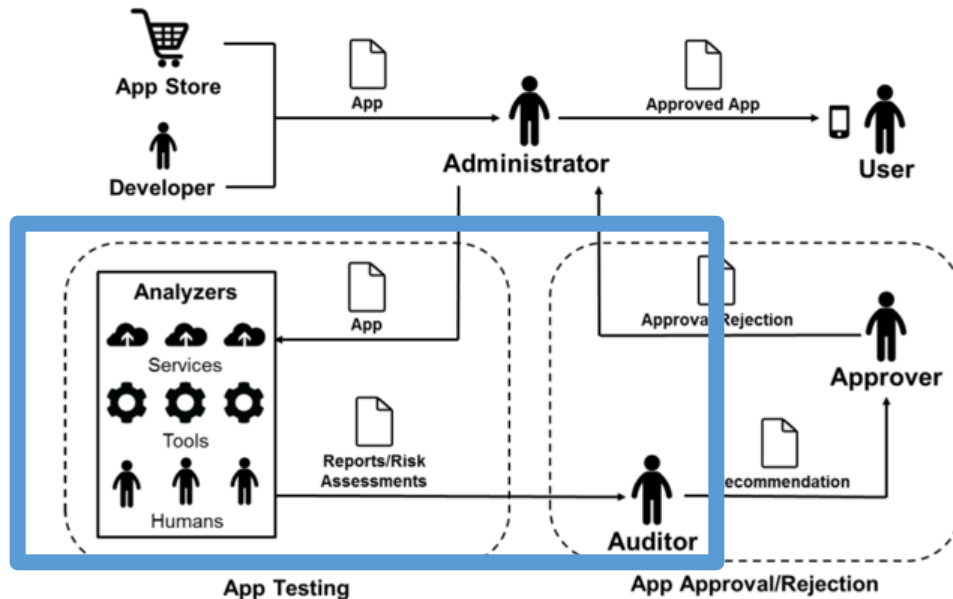 App Store
App
Approved App
Developer
Administrator
User
Analyzers
Services
Tools
Humans
App
Reports/Risk
Assessments
Approval Rejection
Approver
ecommendation
Auditor
App Testing
App Approval/Rejection